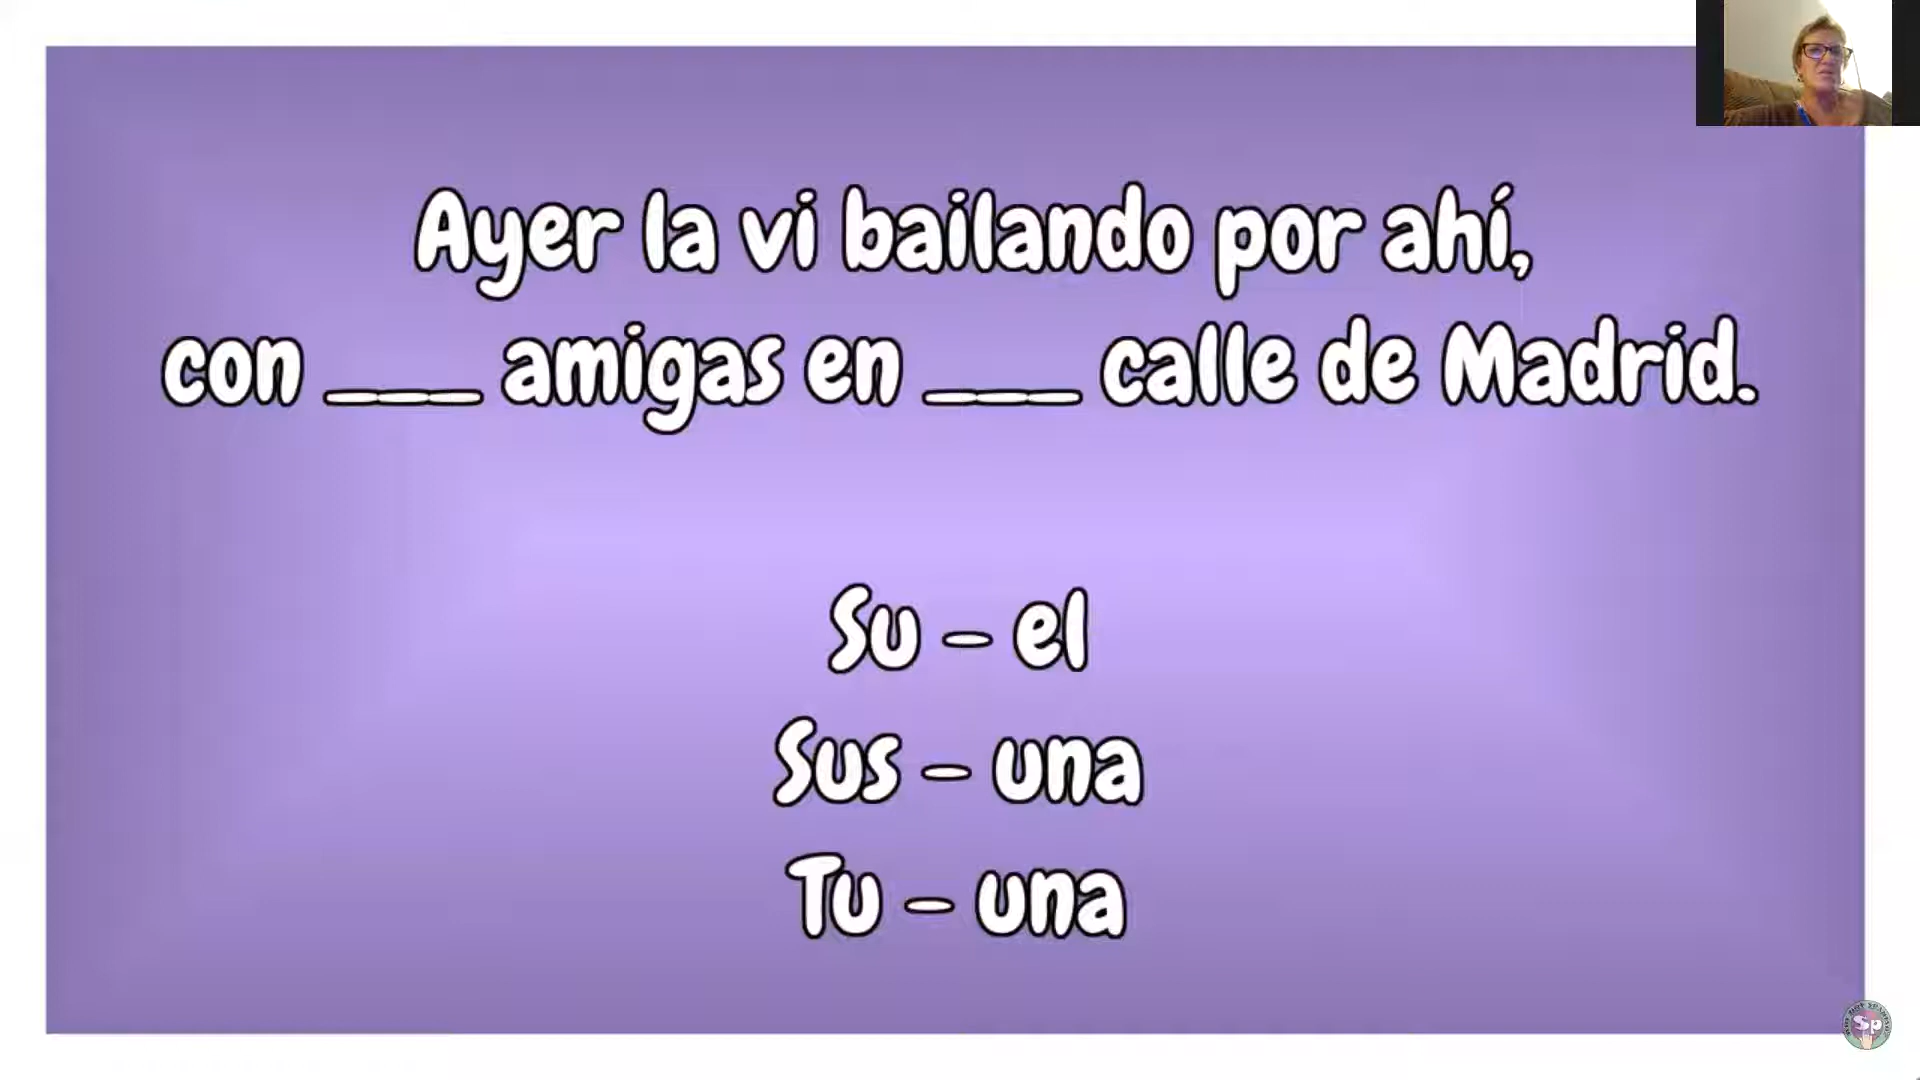 Ayer la vi bailando por ahí,
con ___ amigas en ___ calle de Madrid.
Su - el
Sus - una
Tu - una
Sp